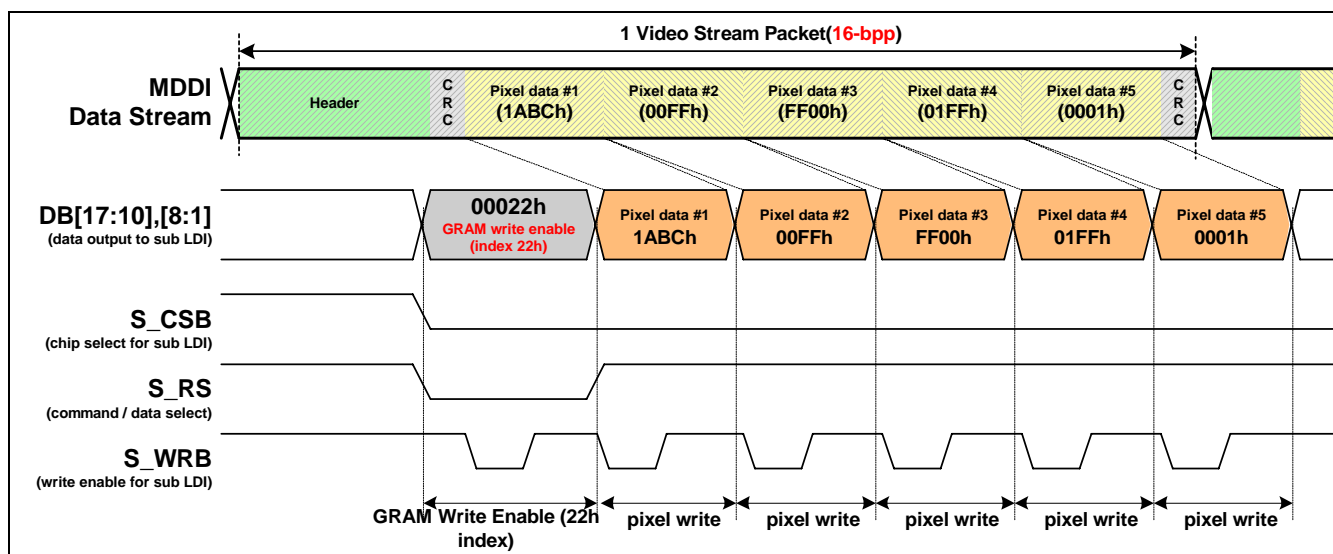 1 Video Stream Packet(16-bpp)
MDDI
Data Stream
Header
C
R
C
Pixel data #1
(1ABCh)
Pixel data #2
(00FFh)
Pixel data #3
(FF00h)
Pixel data #4
(01FFh)
Pixel data #5
(0001h)
C
R
C
DB[17:10],[8:1]
(data output to sub LDI)
00022h
GRAM write enable
(index 22h)
Pixel data #1
1ABCh
Pixel data #2
00FFh
Pixel data #3
FF00h
Pixel data #4
01FFh
Pixel data #5
0001h
S_CSB
(chip select for sub LDI)
S_RS
(command / data select)
S_WRB
(write enable for sub LDI)
GRAM Write Enable (22h
index)
pixel write
pixel write
pixel write
pixel write
pixel write